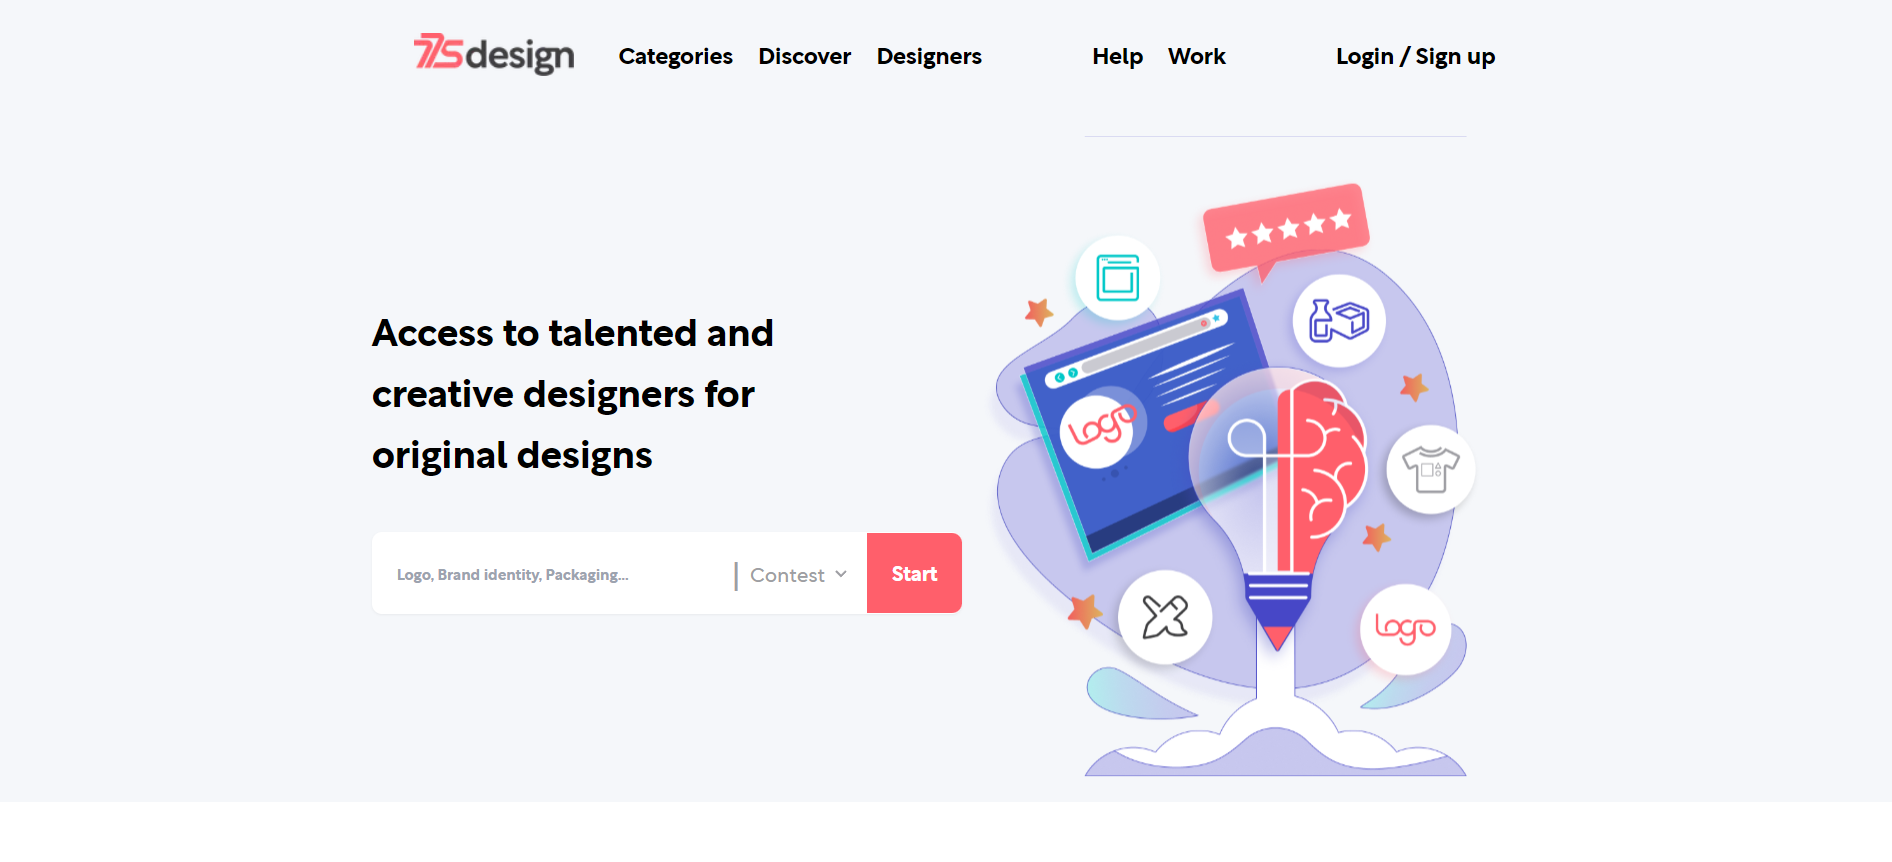 75design
Categories Discover Designers Help Work Login / Sign up
Access to talented and
creative designers for
original designs
Logo, Brand identity, Packaging... | Contest Start
Logo
Logo